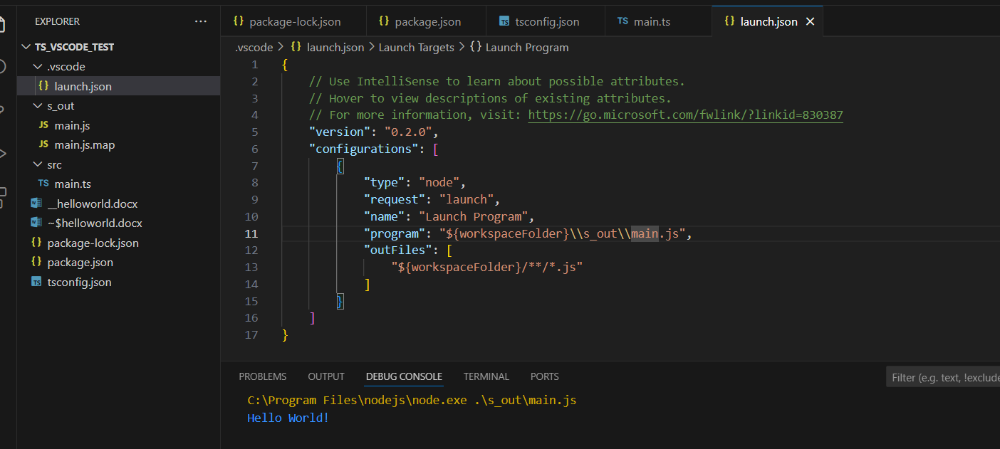 EXPLORER ...
TS_VSCODE_TEST
.vscode
{} launch.json
s_out
JS main.js
JS main.js.map
src
TS main.ts
__helloworld.docx
~$helloworld.docx
{} package-lock.json
{} package.json
TS tsconfig.json
{} package-lock.json {} package.json TS tsconfig.json TS main.ts {} launch.json
.vscode > {} launch.json > Launch Targets > {} Launch Program
1 {
2 // Use IntelliSense to learn about possible attributes.
3 // Hover to view descriptions of existing attributes.
4 // For more information, visit: https://go.microsoft.com/fwlink/?linkid=830387
5 "version": "0.2.0",
6 "configurations": [
7 {
8 "type": "node",
9 "request": "launch",
10 "name": "Launch Program",
11 "program": "${workspaceFolder}\\s_out\\main.js",
12 "outFiles": [
13 "${workspaceFolder}/**/*.js"
14 ]
15 }
16 ]
17 }
PROBLEMS OUTPUT DEBUG CONSOLE TERMINAL PORTS
Filter (e.g. text, !exclude
C:\Program Files\nodejs\node.exe .\s_out\main.js
Hello World!